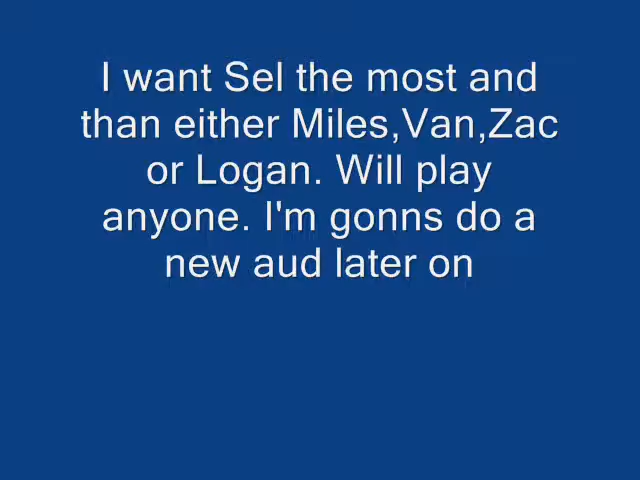 I want Sel the most and
than either Miles,Van,Zac
or Logan. Will play
anyone. I'm gonns do a
new aud later on